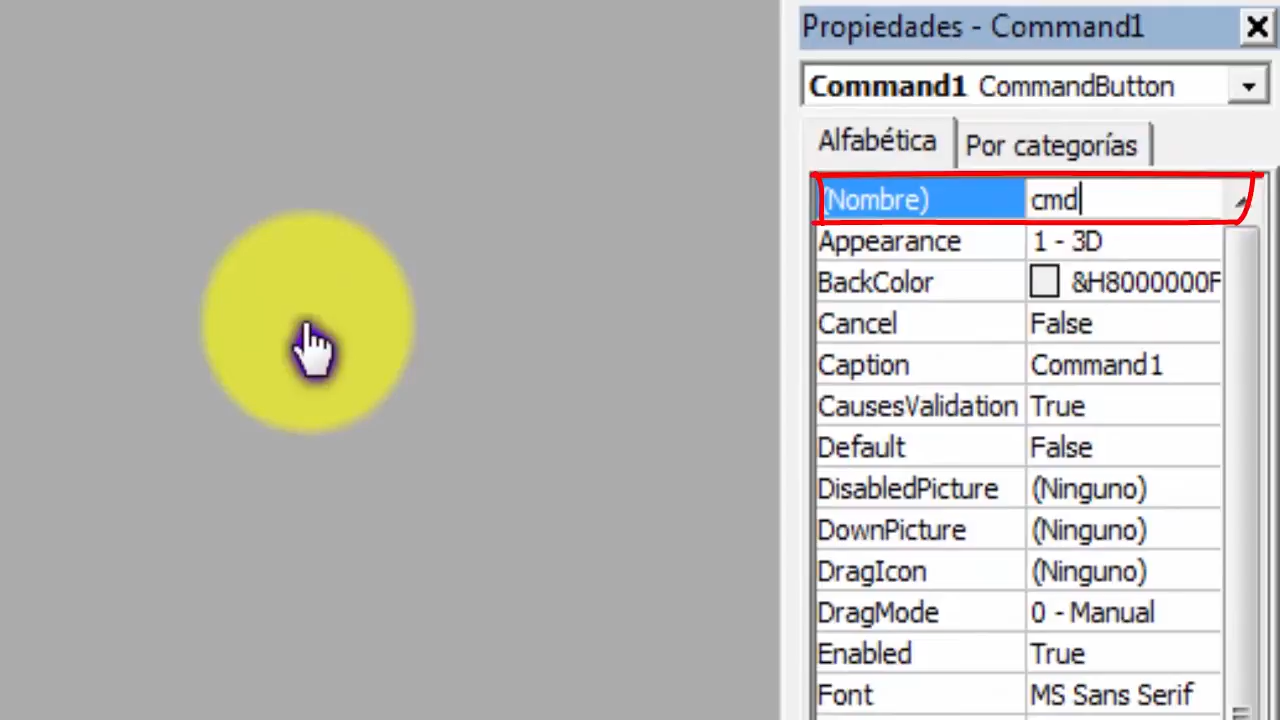 Propiedades - Command1
Command1 CommandButton
Alfabética Por categorías
(Nombre) cmd
Appearance 1 - 3D
BackColor &H8000000F
Cancel False
Caption Command1
CausesValidation True
Default False
DisabledPicture (Ninguno)
DownPicture (Ninguno)
DragIcon (Ninguno)
DragMode 0 - Manual
Enabled True
Font MS Sans Serif